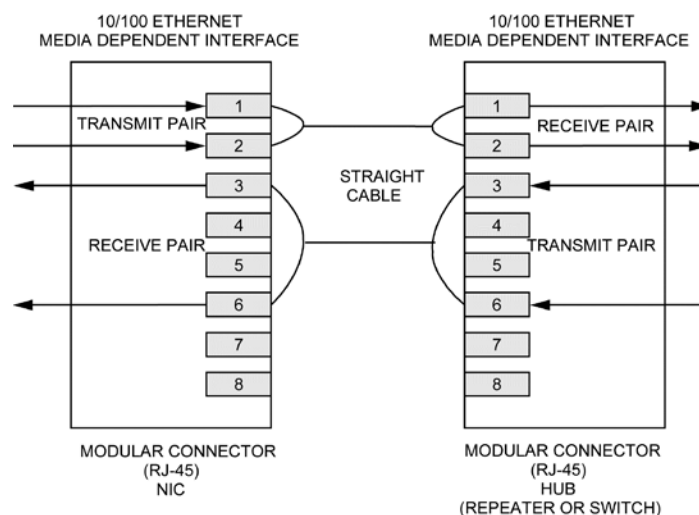 10/100 ETHERNET
MEDIA DEPENDENT INTERFACE
1
TRANSMIT PAIR
2
3
4
RECEIVE PAIR
5
6
7
8
MODULAR CONNECTOR
(RJ-45)
NIC
STRAIGHT
CABLE
10/100 ETHERNET
MEDIA DEPENDENT INTERFACE
1
RECEIVE PAIR
2
3
4
TRANSMIT PAIR
5
6
7
8
MODULAR CONNECTOR
(RJ-45)
HUB
(REPEATER OR SWITCH)